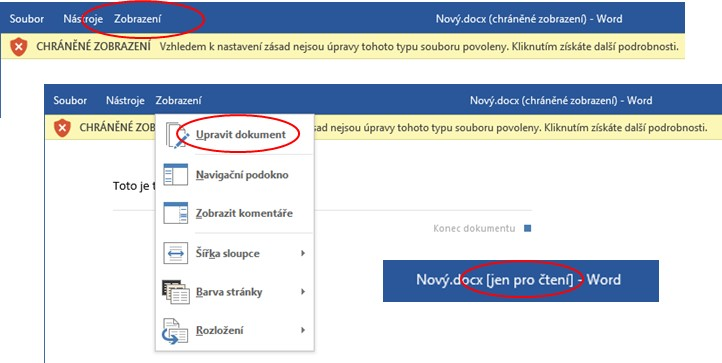 Soubor Nástroje Zobrazení Nový.docx (chráněné zobrazení) - Word
CHRÁNĚNÉ ZOBRAZENÍ Vzhledem k nastavení zásad nejsou úpravy tohoto typu souboru povoleny. Kliknutím získáte další podrobnosti.
Soubor Nástroje Zobrazení Nový.docx (chráněné zobrazení) - Word
CHRÁNĚNÉ ZOB sad nejsou úpravy tohoto typu souboru povoleny. Kliknutím získáte další podrobnosti.
Upravit dokument
Navigační podokno
Toto je t
Zobrazit komentáře
Konec dokumentu
Šířka sloupce
Nový.docx [jen pro čtení] - Word
Barva stránky
Rozložení